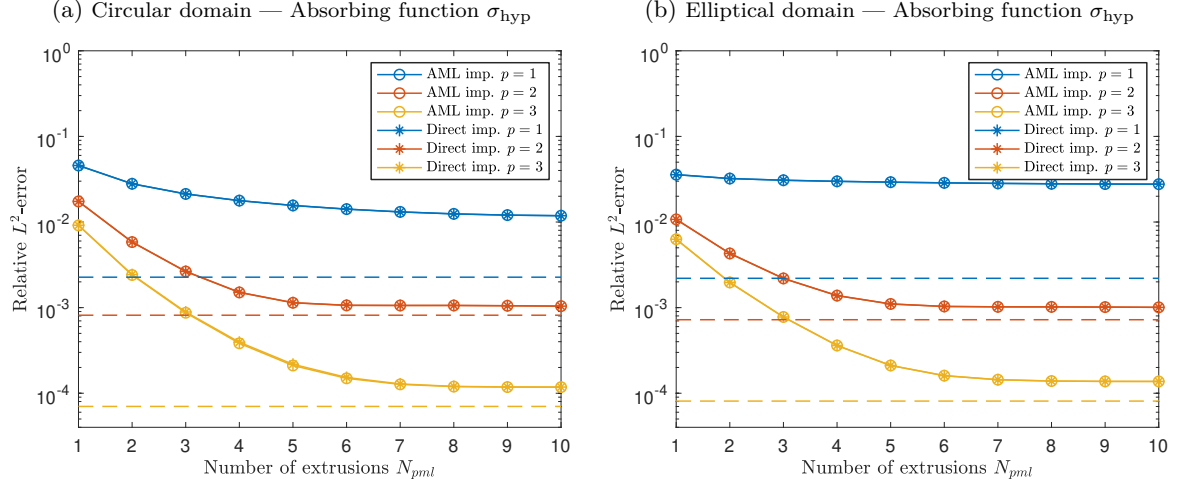 (a) Circular domain — Absorbing function σhyp
10^0
10^-1
10^-2
10^-3
10^-4
Relative L^2-error
AML imp. p = 1
AML imp. p = 2
AML imp. p = 3
Direct imp. p = 1
Direct imp. p = 2
Direct imp. p = 3
1 2 3 4 5 6 7 8 9 10
Number of extrusions N_pml
(b) Elliptical domain — Absorbing function σhyp
10^0
10^-1
10^-2
10^-3
10^-4
Relative L^2-error
AML imp. p = 1
AML imp. p = 2
AML imp. p = 3
Direct imp. p = 1
Direct imp. p = 2
Direct imp. p = 3
1 2 3 4 5 6 7 8 9 10
Number of extrusions N_pml